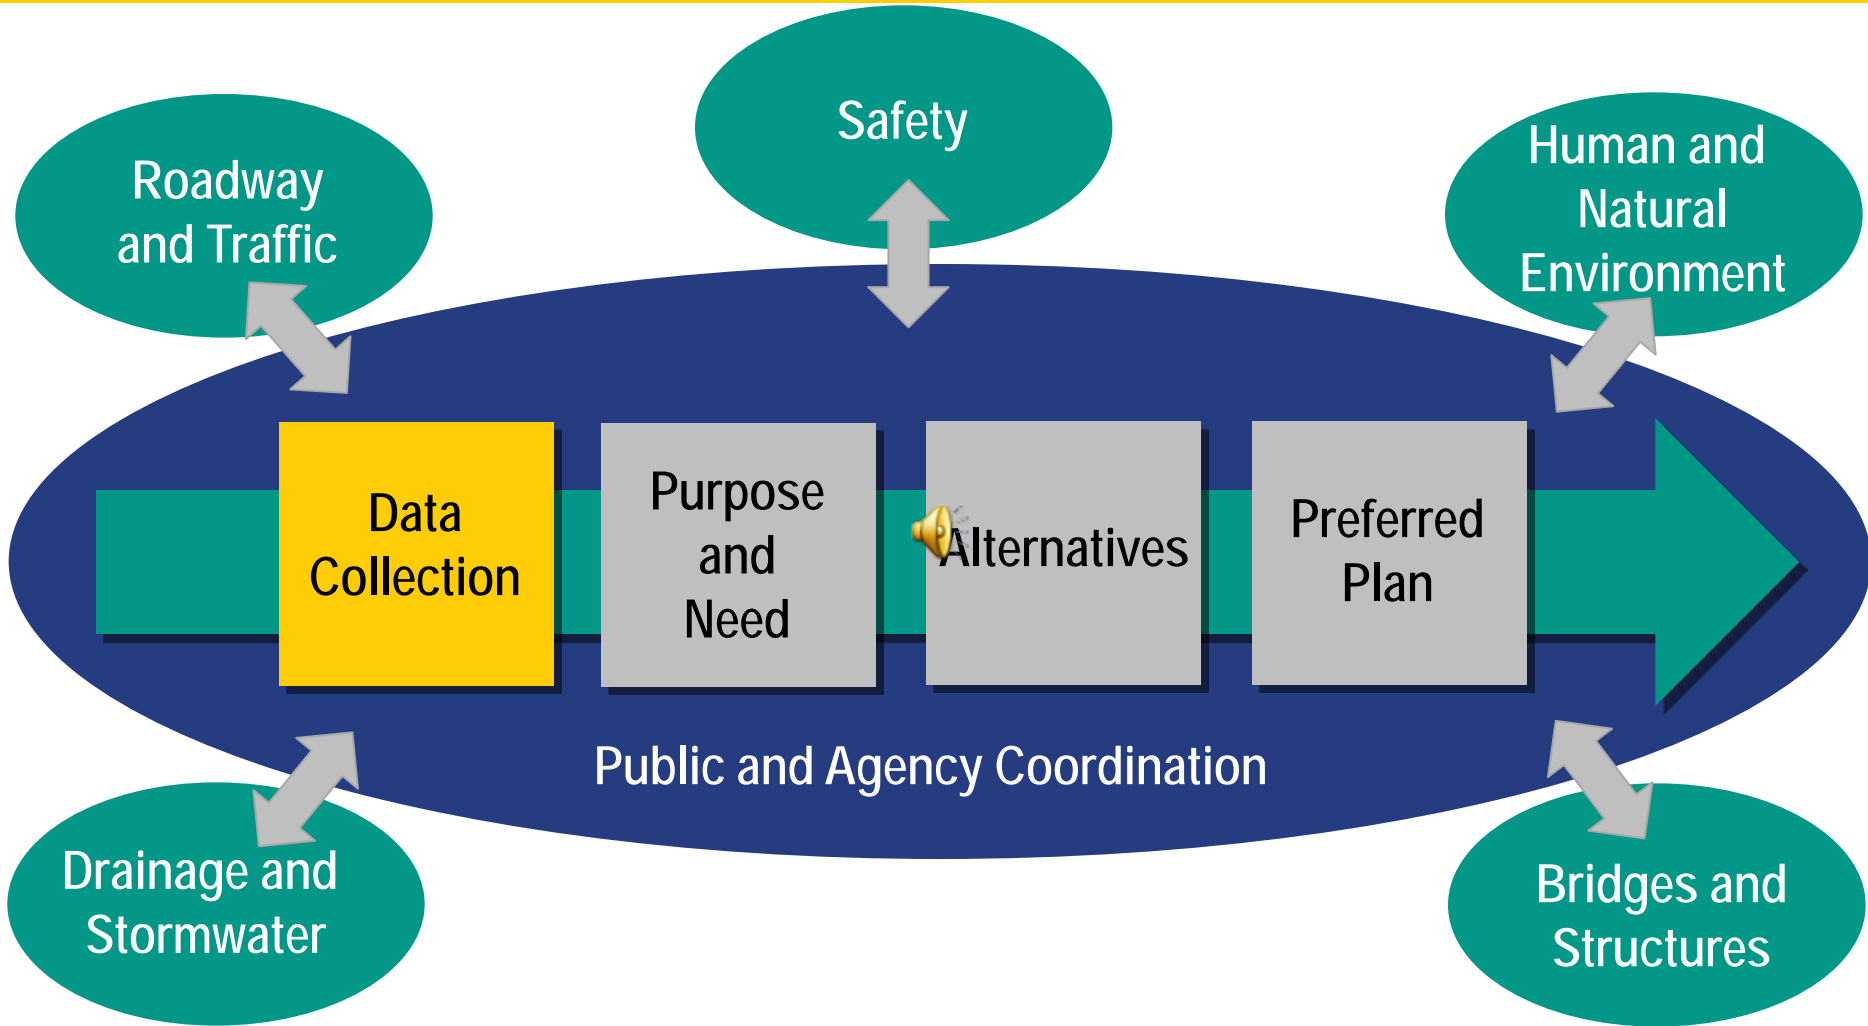 Safety
Roadway
and Traffic
Human and
Natural
Environment
Data
Collection
Purpose
and
Need
Alternatives
Preferred
Plan
Public and Agency Coordination
Drainage and
Stormwater
Bridges and
Structures